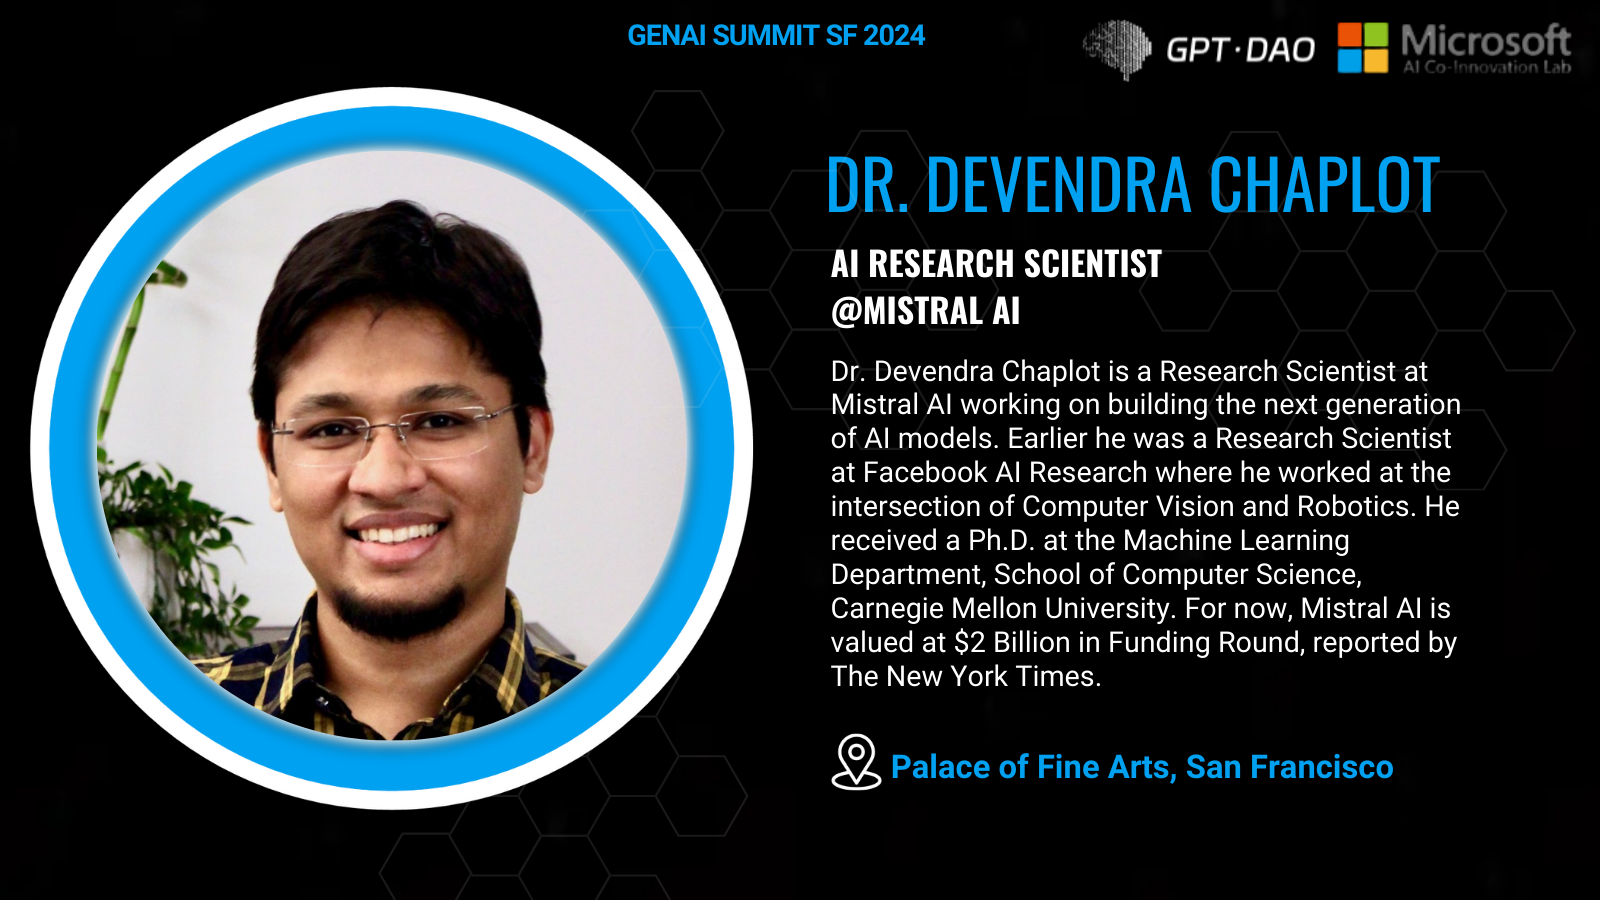 GENAI SUMMIT SF 2024
GPT·DAO
Microsoft
AI Co-Innovation Lab
DR. DEVENDRA CHAPLOT
AI RESEARCH SCIENTIST
@MISTRAL AI
Dr. Devendra Chaplot is a Research Scientist at
Mistral AI working on building the next generation
of AI models. Earlier he was a Research Scientist
at Facebook AI Research where he worked at the
intersection of Computer Vision and Robotics. He
received a Ph.D. at the Machine Learning
Department, School of Computer Science,
Carnegie Mellon University. For now, Mistral AI is
valued at $2 Billion in Funding Round, reported by
The New York Times.
Palace of Fine Arts, San Francisco